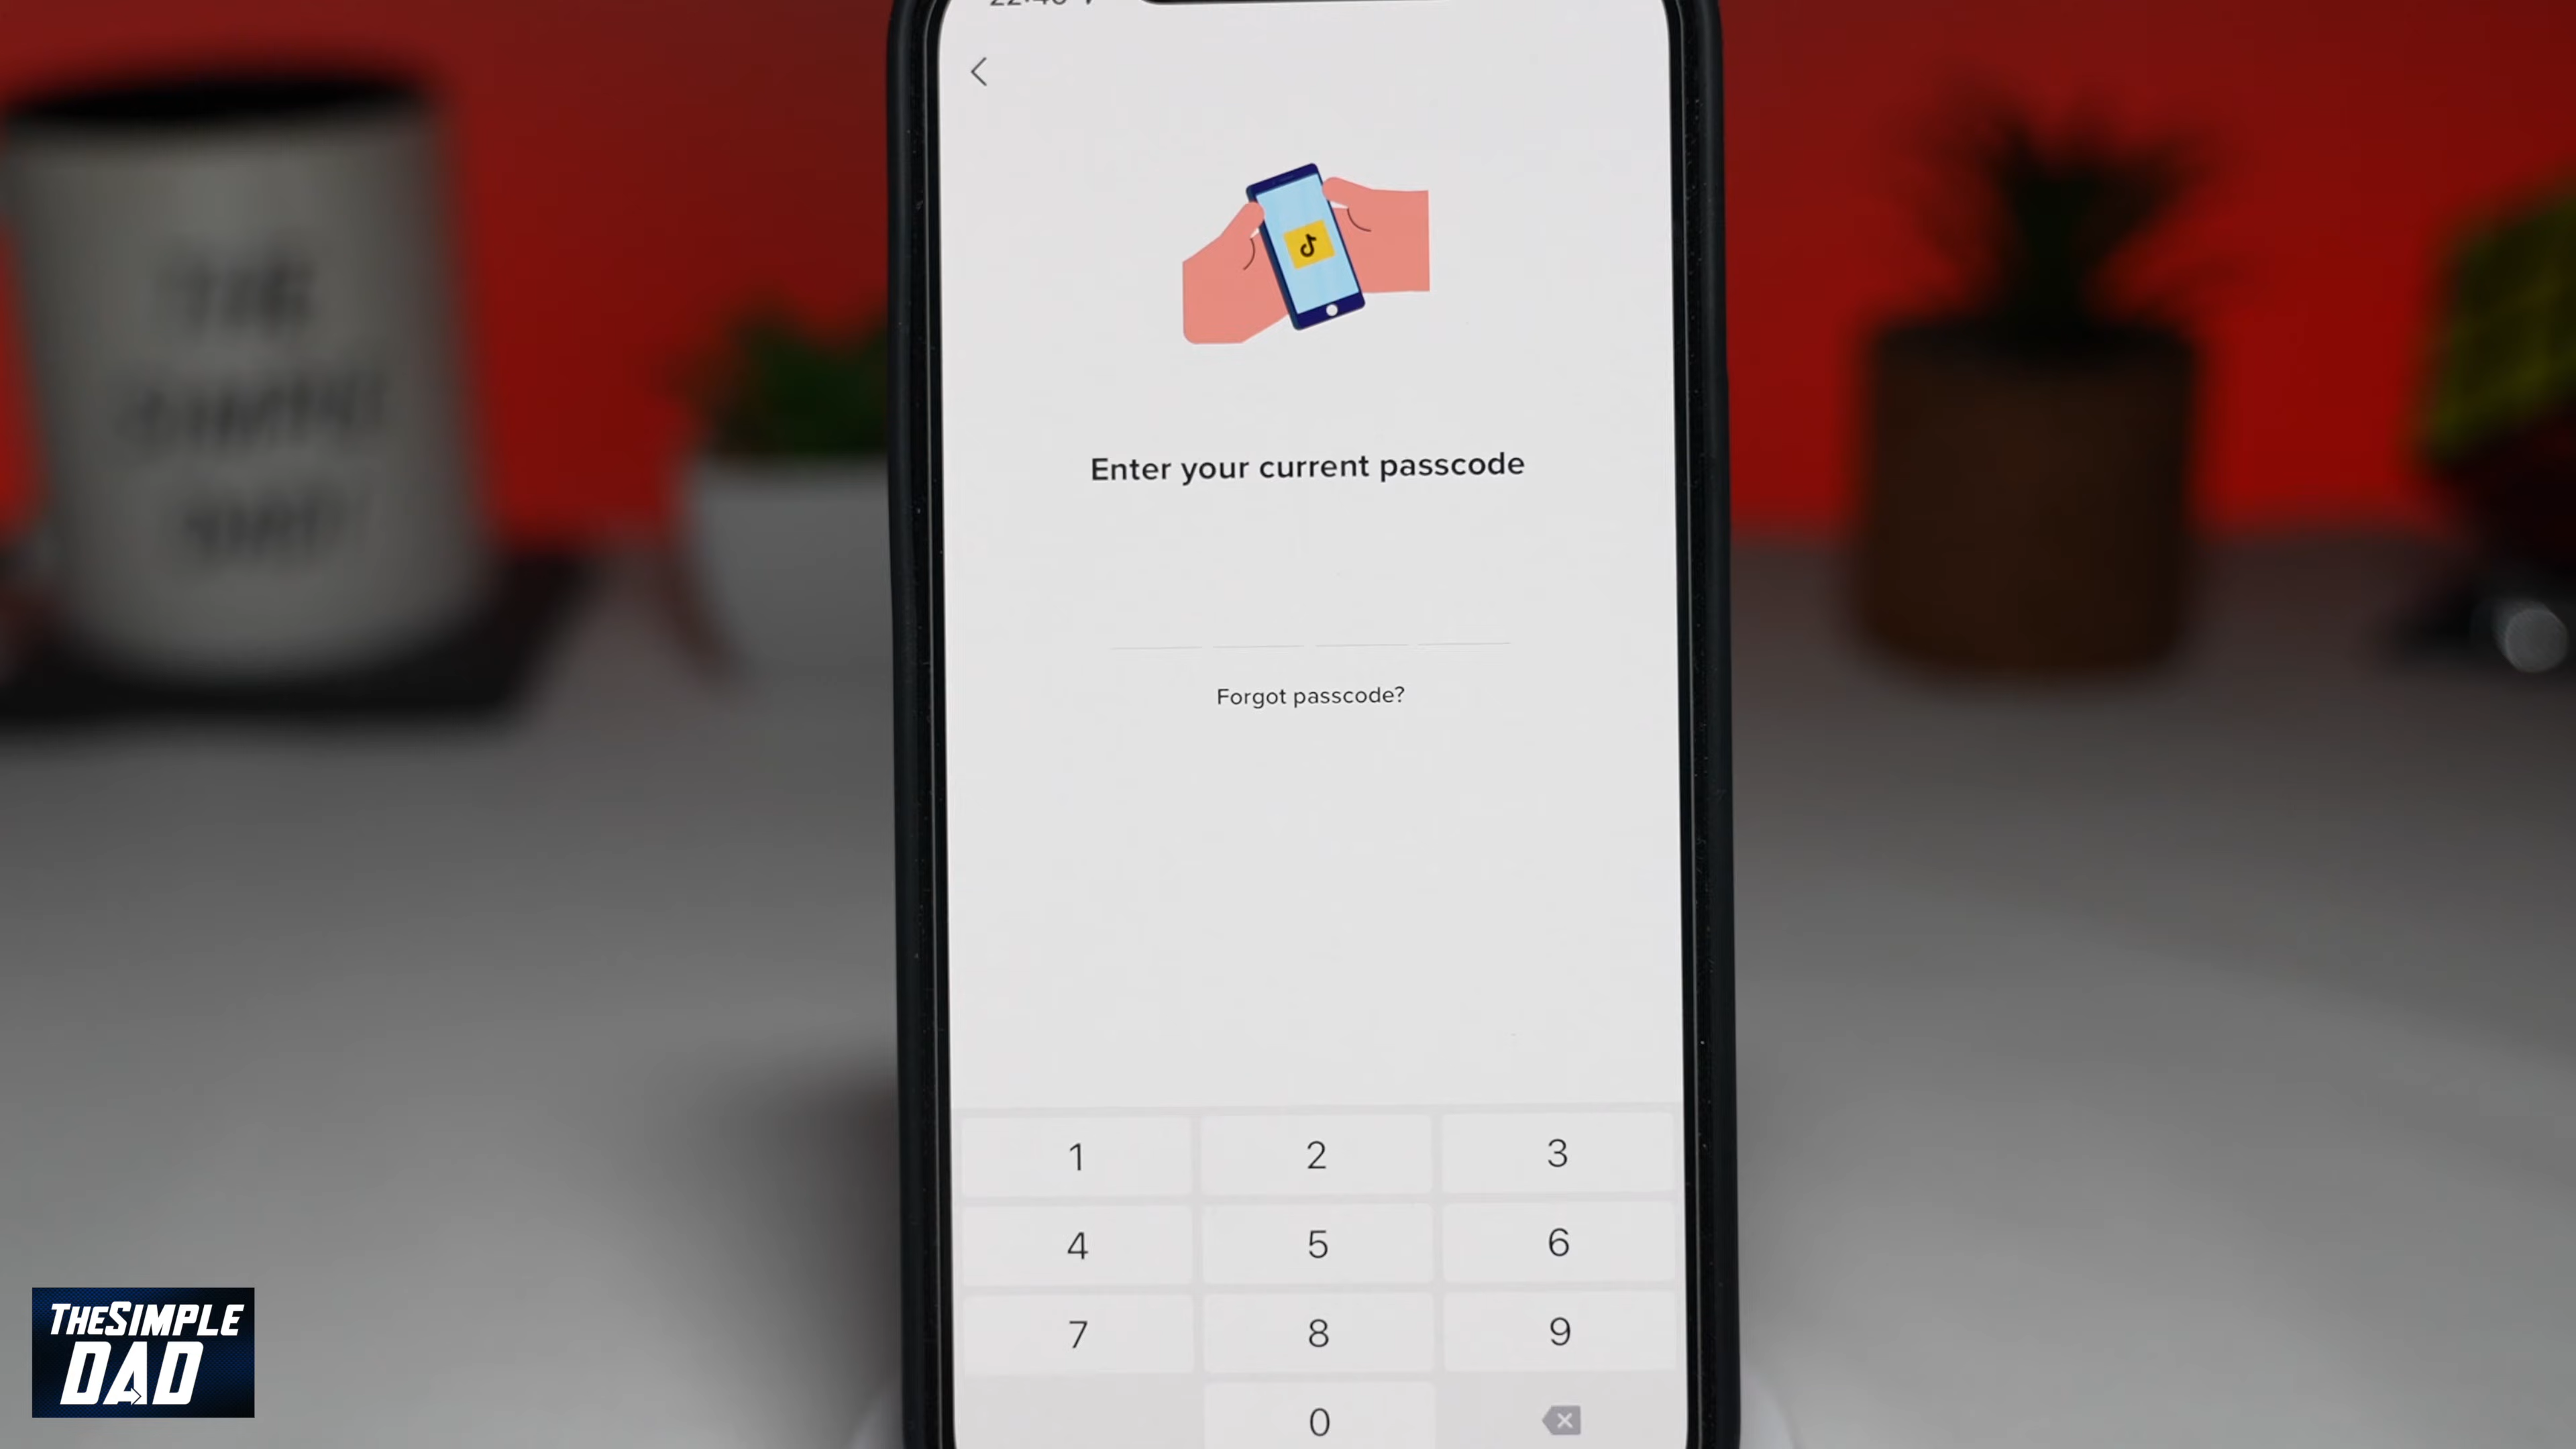 Enter your current passcode
Forgot passcode?
1 2 3
4 5 6
7 8 9
0
THESIMPLE
DAD